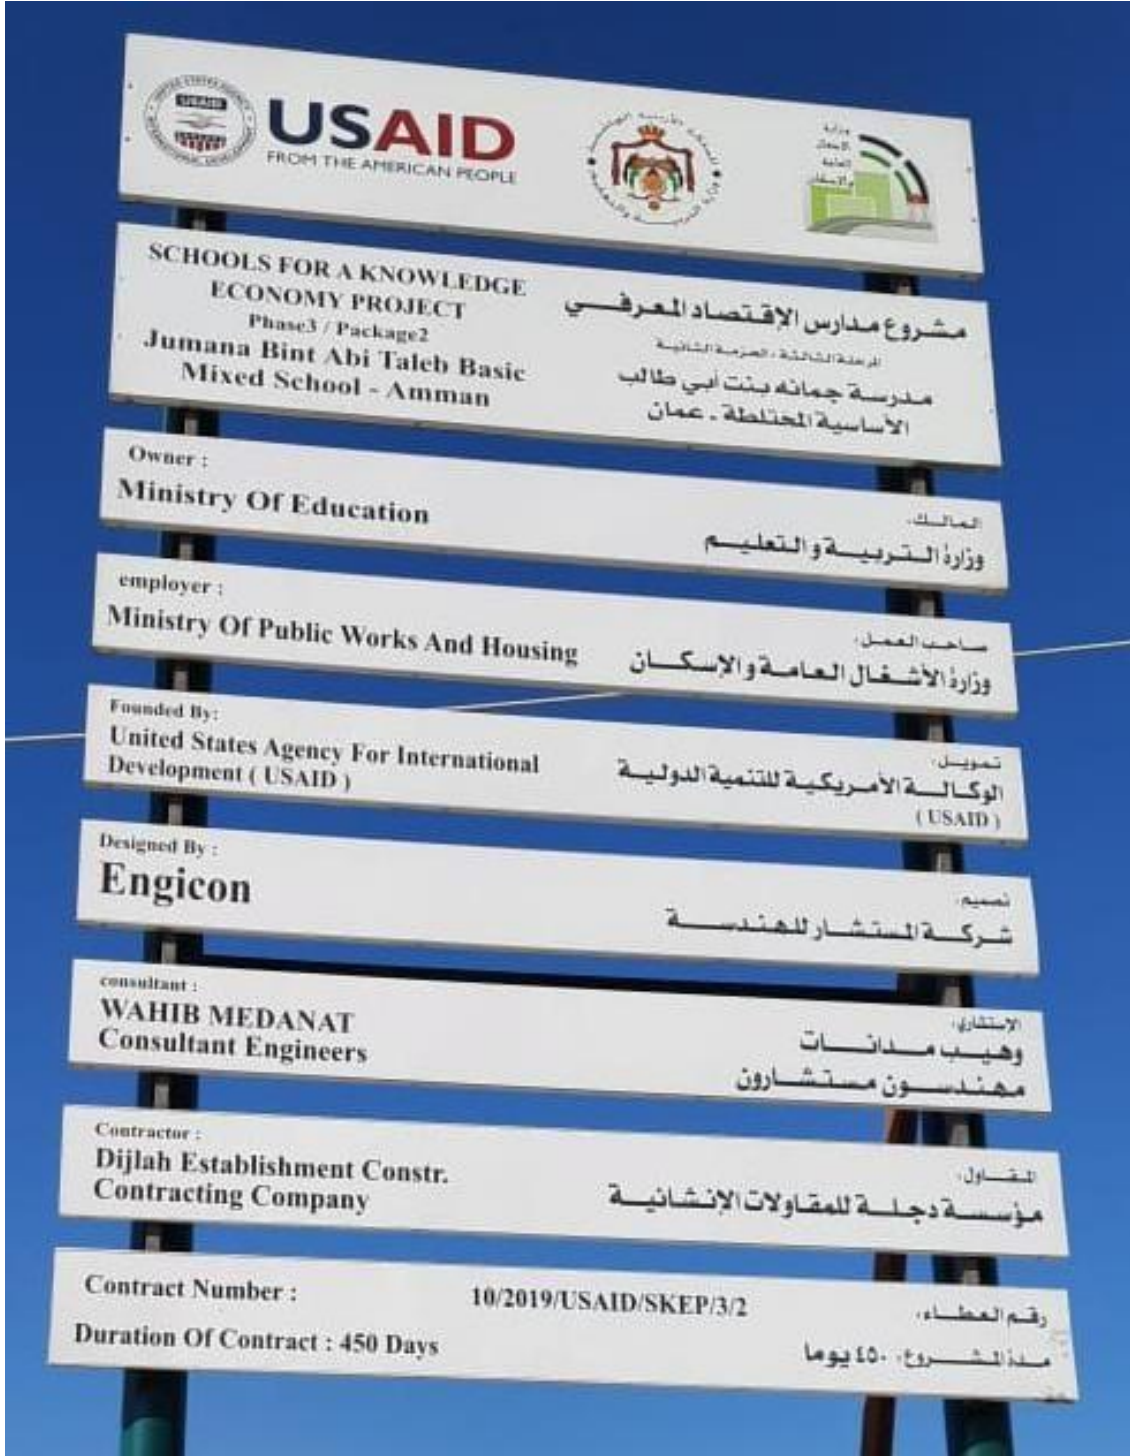 USAID
FROM THE AMERICAN PEOPLE
وزارة
الأشغال
العامة
والإسكان
SCHOOLS FOR A KNOWLEDGE
ECONOMY PROJECT
Phase3 / Package2
Jumana Bint Abi Taleb Basic
Mixed School - Amman
مشروع مدارس الإقتصاد المعرفي
المرحلة الثالثة ، الحزمة الثانية
مدرسة جمانه بنت أبي طالب
الأساسية المختلطة - عمان
Owner :
Ministry Of Education
المالك:
وزارة التربية والتعليم
employer :
Ministry Of Public Works And Housing
صاحب العمل:
وزارة الأشغال العامة والإسكان
Founded By:
United States Agency For International
Development ( USAID )
تمويل:
الوكالة الأمريكية للتنمية الدولية
( USAID )
Designed By :
Engicon
تصميم:
شركة المستشار للهندسة
consultant :
WAHIB MEDANAT
Consultant Engineers
الإستشاري:
وهيب مدانات
مهندسون مستشارون
Contractor :
Dijlah Establishment Constr.
Contracting Company
المقاول:
مؤسسة دجلة للمقاولات الإنشائية
Contract Number : 10/2019/USAID/SKEP/3/2 رقم العطاء:
Duration Of Contract : 450 Days
مدة المشروع: ٤٥٠ يوما